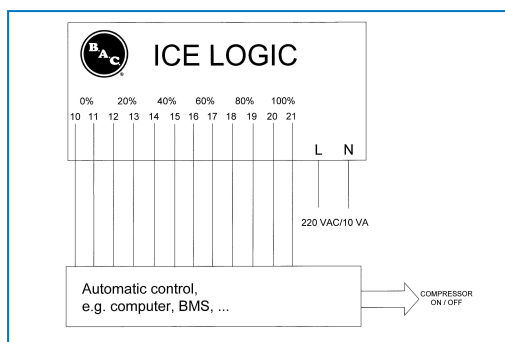 B.A.C. ®
ICE LOGIC
0% 20% 40% 60% 80% 100%
10 11 12 13 14 15 16 17 18 19 20 21
L N
220 VAC/10 VA
Automatic control,
e.g. computer, BMS, ...
COMPRESSOR
ON / OFF